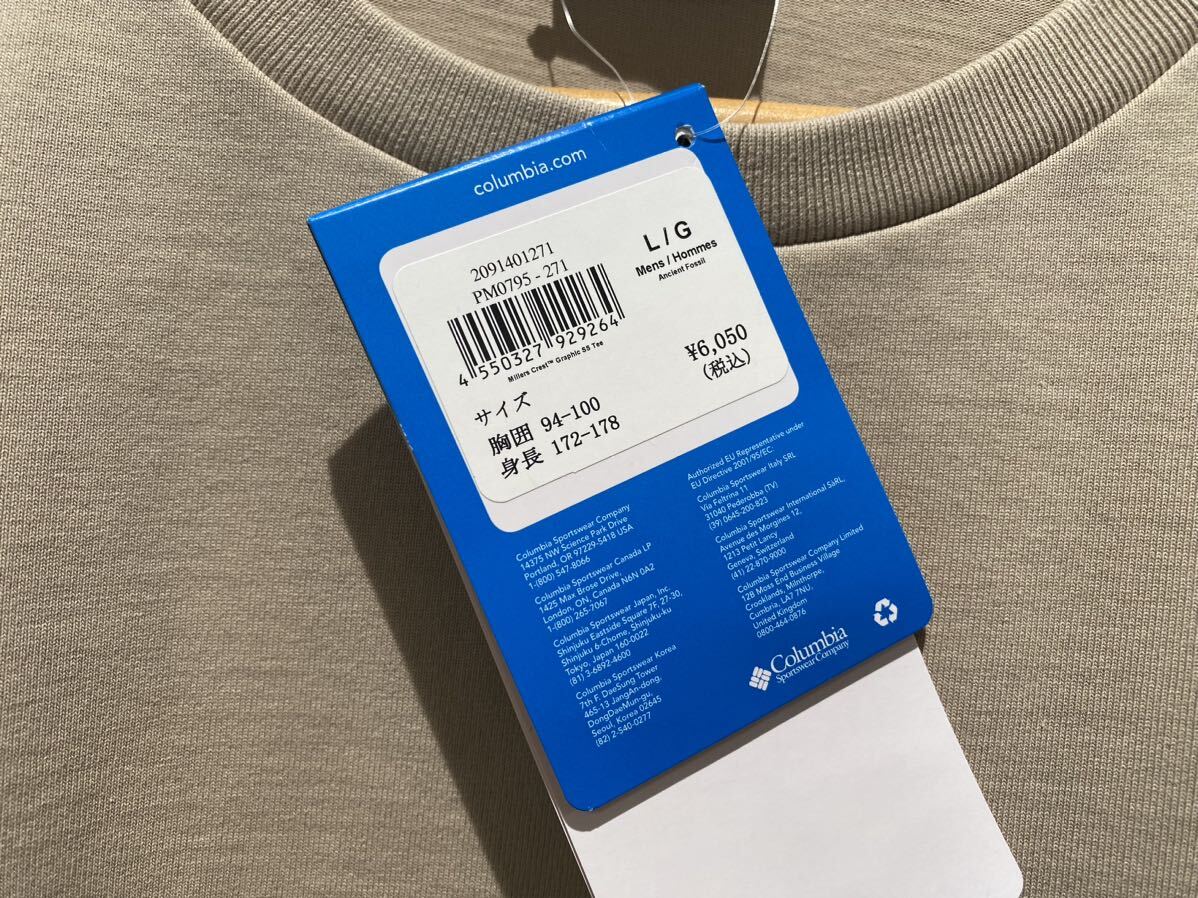 columbia.com
2091401271
PM0795 - 271
L / G
Mens / Hommes
Ancient Fossil
4 550327 929264
Millers Crest™ Graphic SS Tee
¥6,050
(税込)
サイズ
胸囲 94-100
身長 172-178
Columbia Sportswear Company
14375 NW Science Park Drive
Portland, OR 97229-5418 USA
1-(800) 547-8066
Columbia Sportswear Canada LP
1425 Max Brose Drive,
London, ON, Canada N6N 0A2
1-(800) 265-7067
Columbia Sportswear Japan, Inc.
Shinjuku Eastside Square 7F, 27-30,
Shinjuku 6-Chome, Shinjuku-ku
Tokyo, Japan 160-0022
(81) 3-6892-4600
Columbia Sportswear Korea
7th F. DaeSung Tower
465-13 JangAn-dong,
DongDaeMun-gu,
Seoul, Korea 02645
(82) 2-540-0277
Authorized EU Representative under
EU Directive 2001/95/EC:
Columbia Sportswear Italy SRL
Via Feltrina 11
31040 Pederobba (TV)
(39) 0645-200-823
Columbia Sportswear International SàRL,
Avenue des Morgines 12,
1213 Petit Lancy
Geneva, Switzerland
(41) 22-870-9000
Columbia Sportswear Company Limited
128 Moss End Business Village
Crooklands, Milnthorpe,
Cumbria, LA7 7NU,
United Kingdom
0800-464-0876
Columbia
Sportswear Company